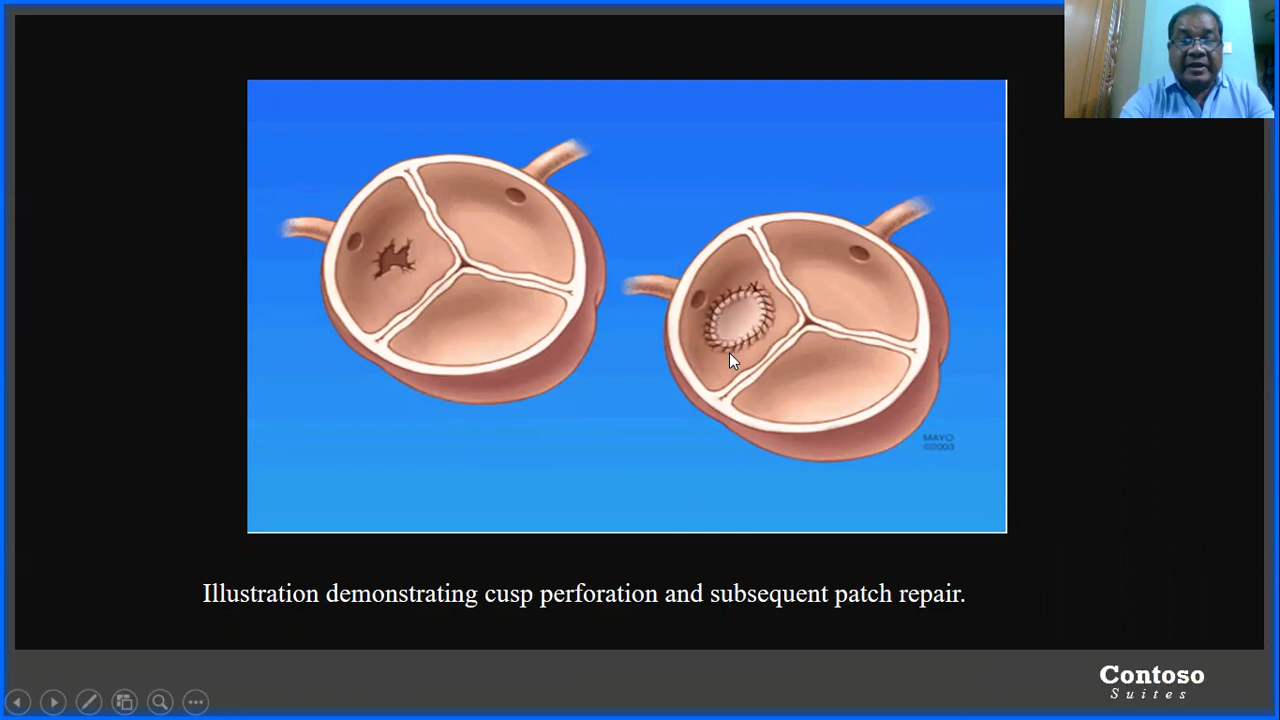 MAYO
©2003
Illustration demonstrating cusp perforation and subsequent patch repair.
Contoso
Suites